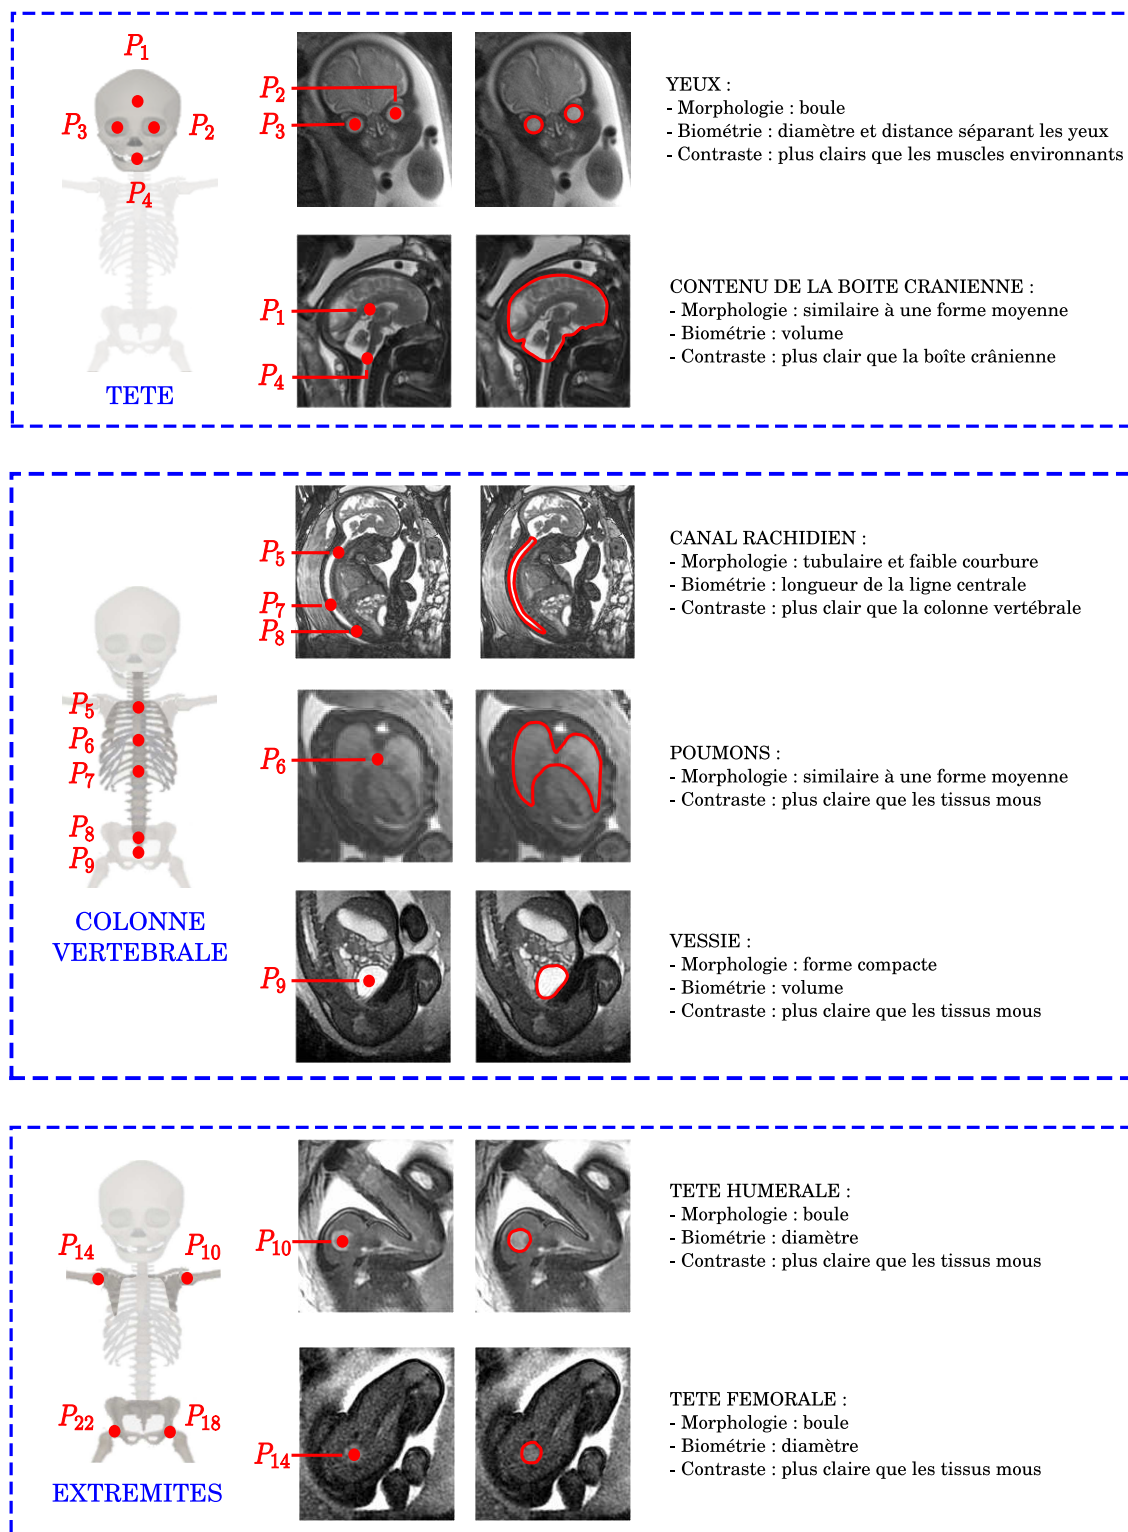 P1
P3
P2
P4
TETE
P2
P3
YEUX :
- Morphologie : boule
- Biométrie : diamètre et distance séparant les yeux
- Contraste : plus clairs que les muscles environnants
P1
P4
CONTENU DE LA BOITE CRANIENNE :
- Morphologie : similaire à une forme moyenne
- Biométrie : volume
- Contraste : plus clair que la boîte crânienne
P5
P6
P7
P8
P9
COLONNE
VERTEBRALE
P5
P7
P8
CANAL RACHIDIEN :
- Morphologie : tubulaire et faible courbure
- Biométrie : longueur de la ligne centrale
- Contraste : plus clair que la colonne vertébrale
P6
POUMONS :
- Morphologie : similaire à une forme moyenne
- Contraste : plus claire que les tissus mous
P9
VESSIE :
- Morphologie : forme compacte
- Biométrie : volume
- Contraste : plus claire que les tissus mous
P14
P10
P22
P18
EXTREMITES
P10
TETE HUMERALE :
- Morphologie : boule
- Biométrie : diamètre
- Contraste : plus claire que les tissus mous
P14
TETE FEMORALE :
- Morphologie : boule
- Biométrie : diamètre
- Contraste : plus claire que les tissus mous